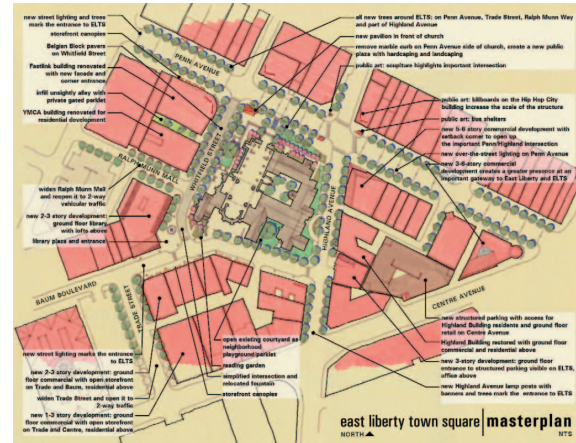 new street lighting and trees
mark the entrance to ELTS
storefront canopies
Belgian Block pavers
on Whitfield Street
Fastlink building renovated
with new facade and
corner entrance
infill unsightly alley with
private gated parklet
YMCA building renovated for
residential development
widen Ralph Munn Mall
and reopen it to 2-way
vehicular traffic
new 2-3 story development:
ground floor library
with lofts above
library plaza and entrance
new street lighting marks the entrance
to ELTS
new 2-3 story development: ground
floor commercial with open storefront
on Trade and Baum, residential above
widen Trade Street and open it to
2-way traffic
new 1-3 story development: ground
floor commercial with open storefront
on Trade and Centre, residential above
all new trees around ELTS: on Penn Avenue, Trade Street, Ralph Munn Way
and part of Highland Avenue
new pavilion in front of church
remove marble curb on Penn Avenue side of church, create a new public
plaza with hardscaping and landscaping
public art: sculpture highlights important intersection
public art: billboards on the Hip Hop City
building increase the scale of the structure
public art: bus shelters
new 5-6 story commercial development with
setback corner to open up
the important Penn/Highland intersection
new over-the-street lighting on Penn Avenue
new 3-6-story commercial
development creates a greater presence at an
important gateway to East Liberty and ELTS
PENN AVENUE
RALPH MUNN MALL
WHITFIELD STREET
HIGHLAND AVENUE
BAUM BOULEVARD
TRADE STREET
CENTRE AVENUE
open existing courtyard as
neighborhood
playground/parklet
reading garden
simplified intersection and
relocated fountain
storefront canopies
new structured parking with access for
Highland Building residents and ground floor
retail on Centre Avenue
Highland Building restored with ground floor
commercial and residential above
new 3-story development: ground floor
entrance to structured parking visible on ELTS,
office above
new Highland Avenue lamp posts with
banners and trees mark the entrance to ELTS
east liberty town square | masterplan
NORTH
NTS